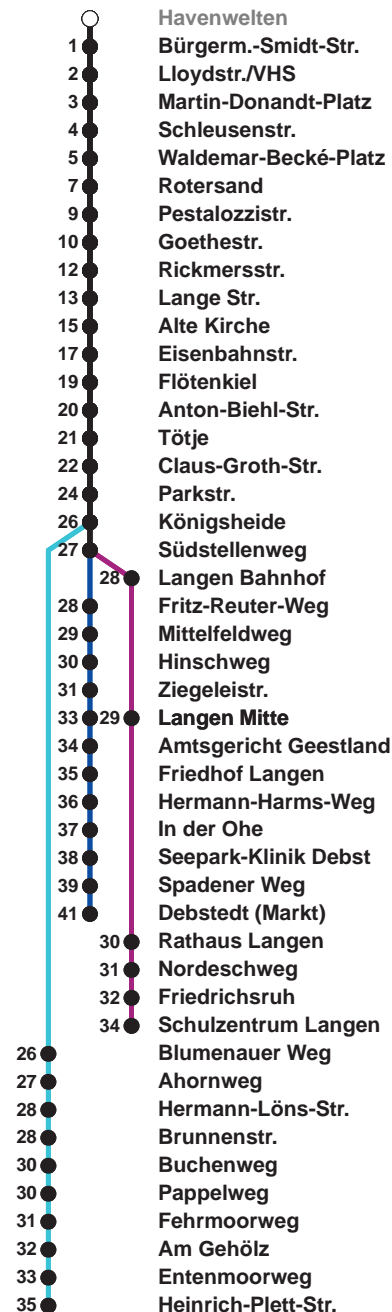 Havenwelten
1 Bürgerm.-Smidt-Str.
2 Lloydstr./VHS
3 Martin-Donandt-Platz
4 Schleusenstr.
5 Waldemar-Becké-Platz
7 Rotersand
9 Pestalozzistr.
10 Goethestr.
12 Rickmersstr.
13 Lange Str.
15 Alte Kirche
17 Eisenbahnstr.
19 Flötenkiel
20 Anton-Biehl-Str.
21 Tötje
22 Claus-Groth-Str.
24 Parkstr.
26 Königsheide
27 Südstellenweg
28 Langen Bahnhof
28 Fritz-Reuter-Weg
29 Mittelfeldweg
30 Hinschweg
31 Ziegeleistr.
33 29 Langen Mitte
34 Amtsgericht Geestland
35 Friedhof Langen
36 Hermann-Harms-Weg
37 In der Ohe
38 Seepark-Klinik Debst
39 Spadener Weg
41 Debstedt (Markt)
30 Rathaus Langen
31 Nordeschweg
32 Friedrichsruh
34 Schulzentrum Langen
26 Blumenauer Weg
27 Ahornweg
28 Hermann-Löns-Str.
28 Brunnenstr.
30 Buchenweg
30 Pappelweg
31 Fehrmoorweg
32 Am Gehölz
33 Entenmoorweg
35 Heinrich-Plett-Str.